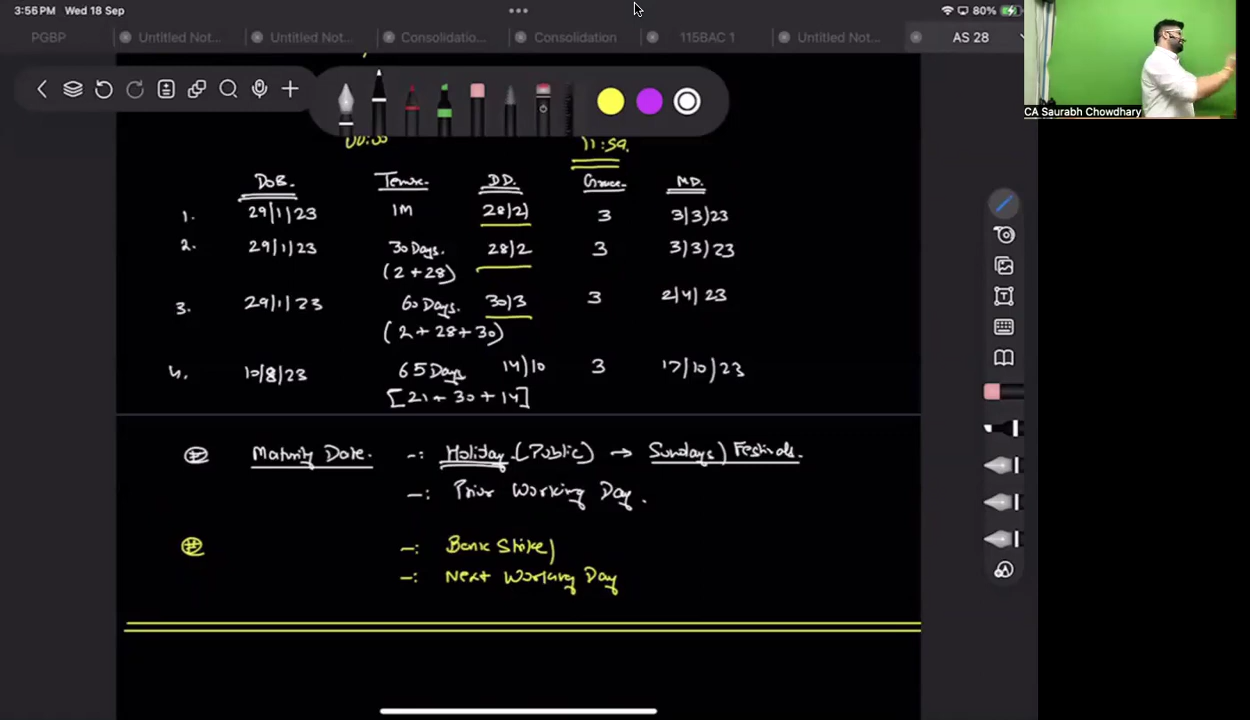 3:56 PM Wed 18 Sep
80%
PGBP
Untitled Not...
Untitled Not...
Consolidatio...
Consolidation
115BAC 1
Untitled Not...
AS 28
CA Saurabh Chowdhary
00:00 11:59.
DOB. Tenure. DD. Grace. MD.
1. 29/1/23 1M 28/2) 3 3/3/23
2. 29/1/23 30 Days. 28/2 3 3/3/23
(2 + 28)
3. 29/1/23 60 Days. 30/3 3 2/4/23
(2 + 28 + 30)
4. 10/8/23 65 Days 14/10 3 17/10/23
[21 + 30 + 14]
# Maturity Date. -: Holiday (Public) → Sundays/Festivals.
-: Prior Working Day.
# -: Bank Strike/
-: Next Working Day